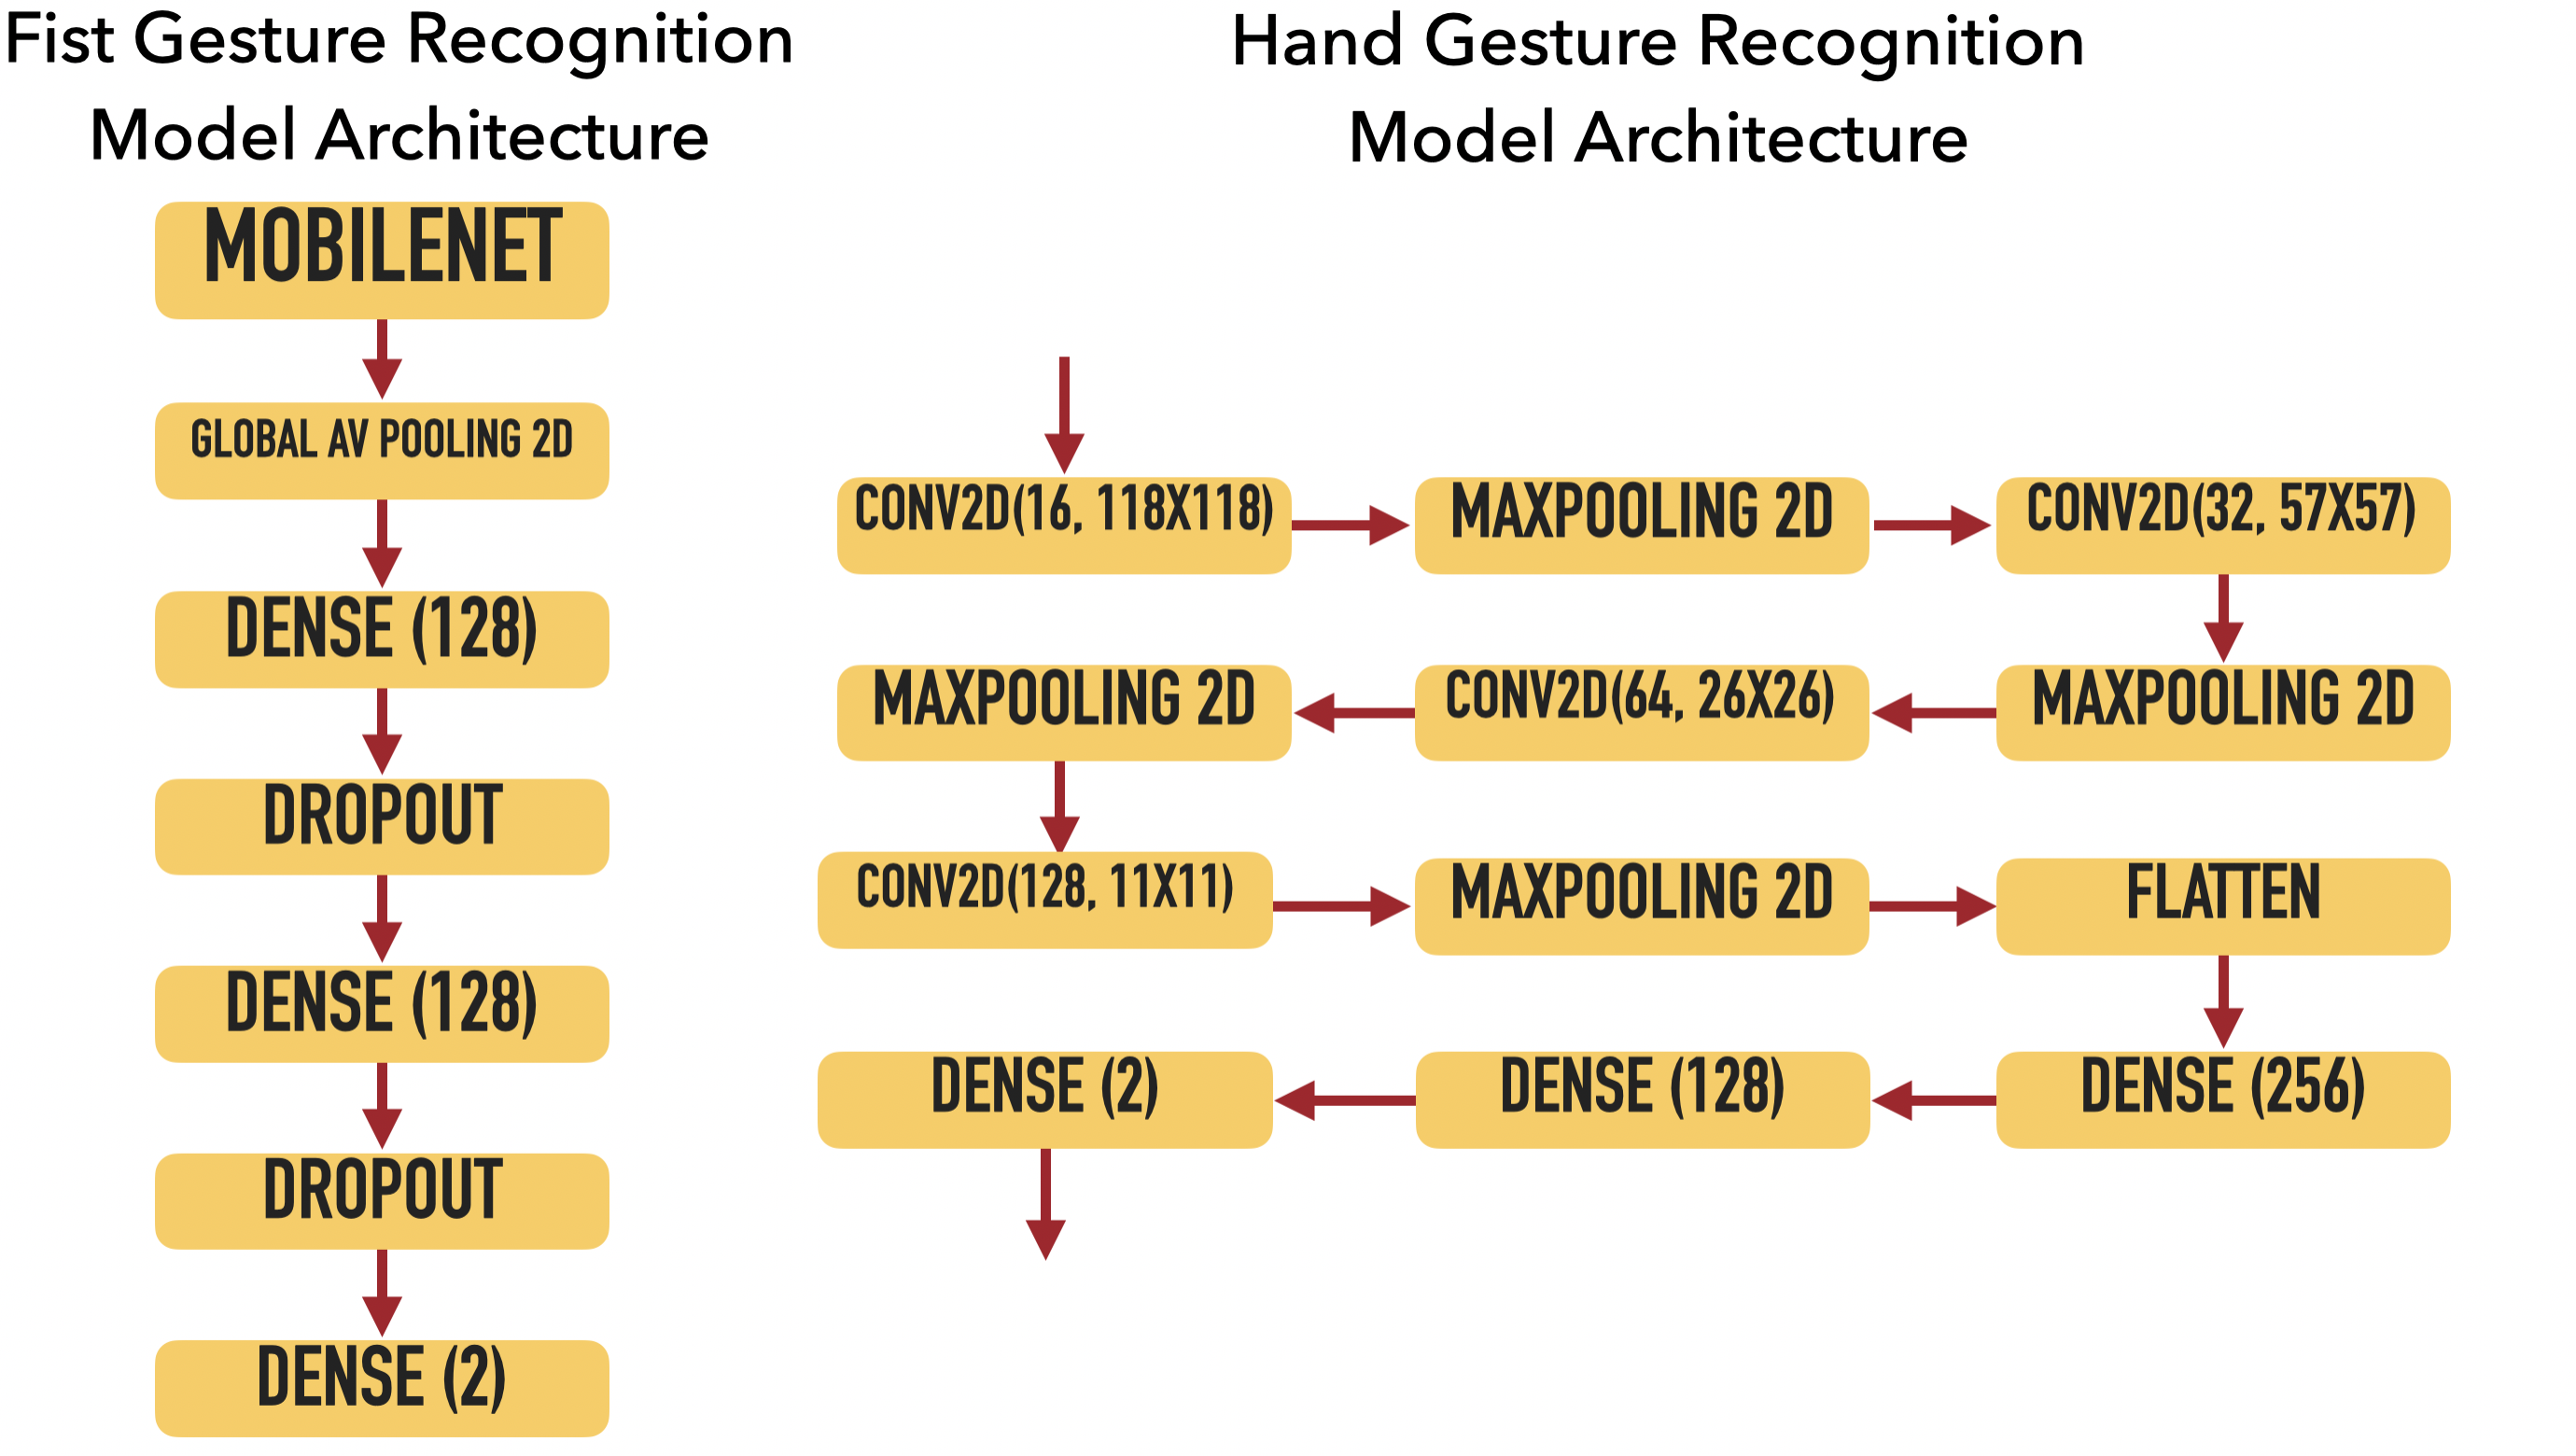 Fist Gesture Recognition
Model Architecture
MOBILENET
GLOBAL AV POOLING 2D
DENSE (128)
DROPOUT
DENSE (128)
DROPOUT
DENSE (2)
Hand Gesture Recognition
Model Architecture
CONV2D(16, 118X118)
MAXPOOLING 2D
CONV2D(32, 57X57)
MAXPOOLING 2D
CONV2D(64, 26X26)
MAXPOOLING 2D
CONV2D(128, 11X11)
MAXPOOLING 2D
FLATTEN
DENSE (256)
DENSE (128)
DENSE (2)